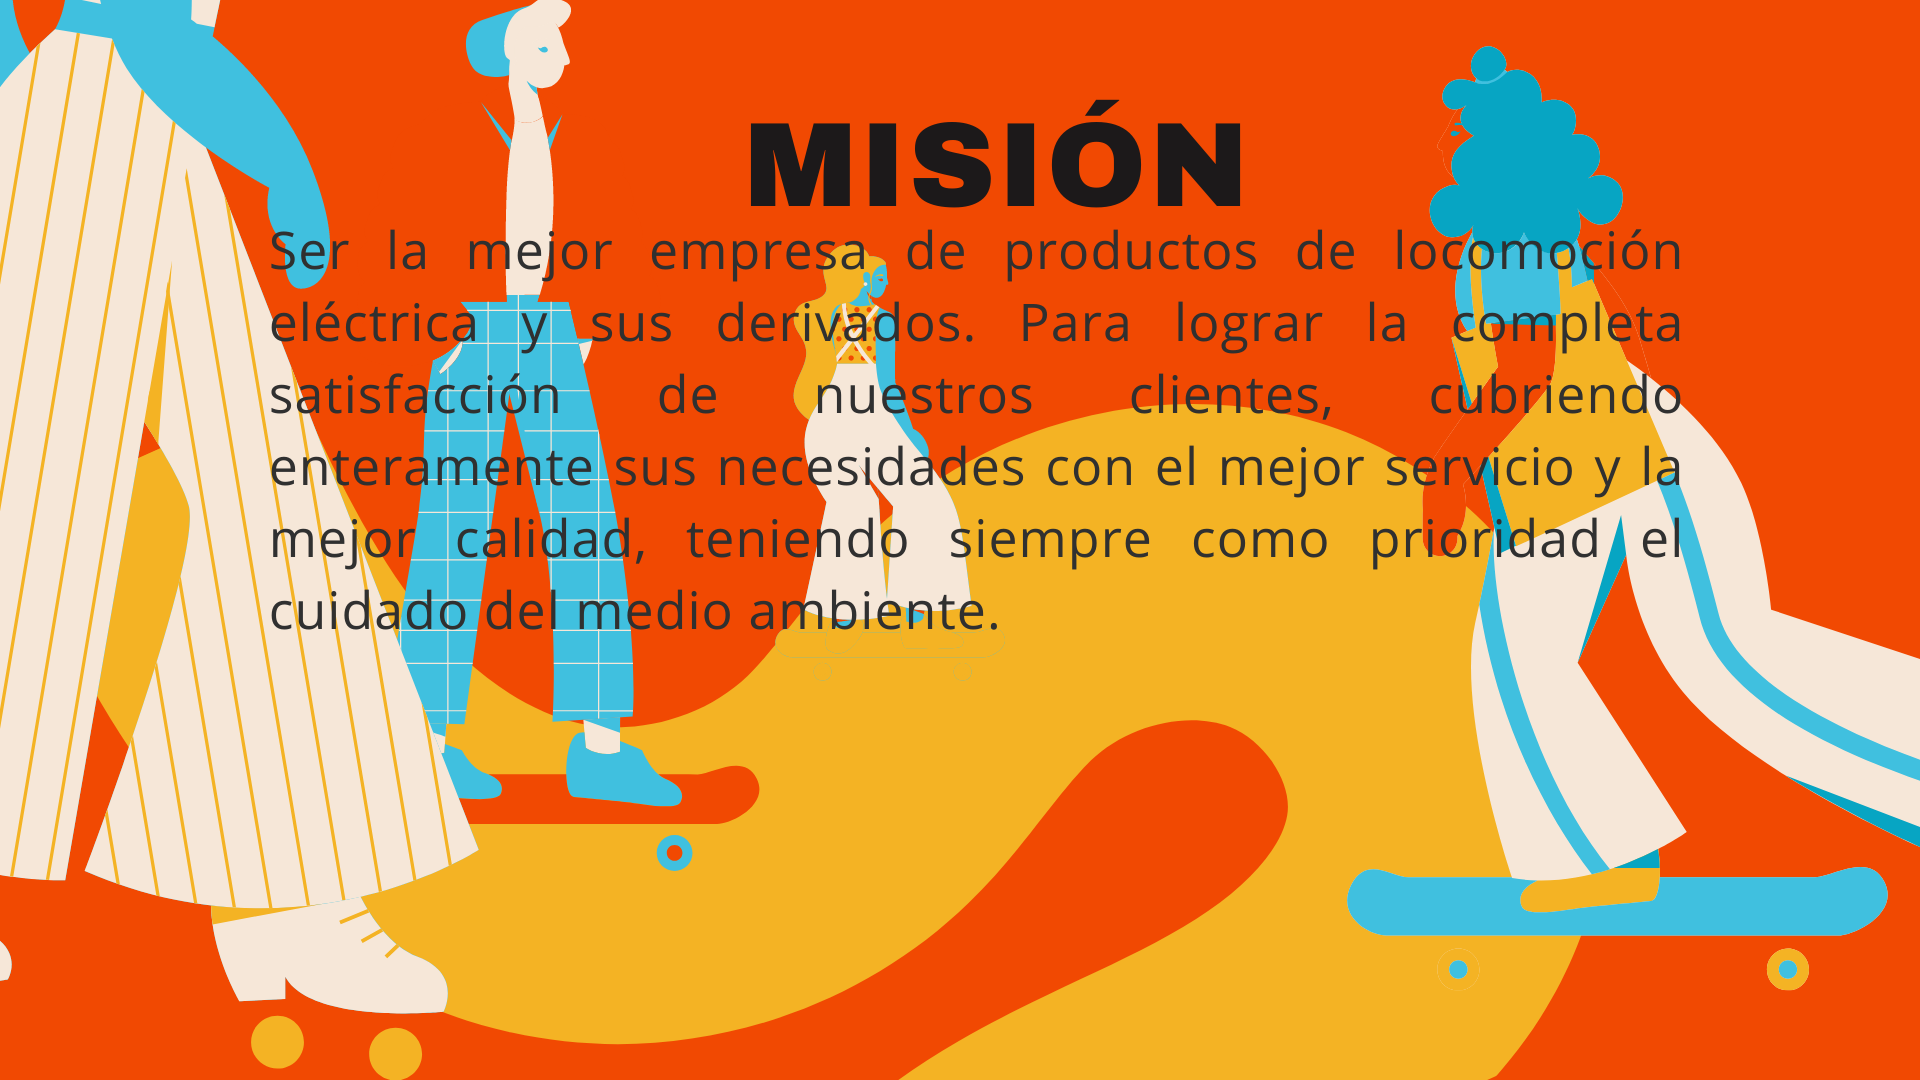 MISIÓN
Ser la mejor empresa de productos de locomoción
eléctrica y sus derivados. Para lograr la completa
satisfacción de nuestros clientes, cubriendo
enteramente sus necesidades con el mejor servicio y la
mejor calidad, teniendo siempre como prioridad el
cuidado del medio ambiente.